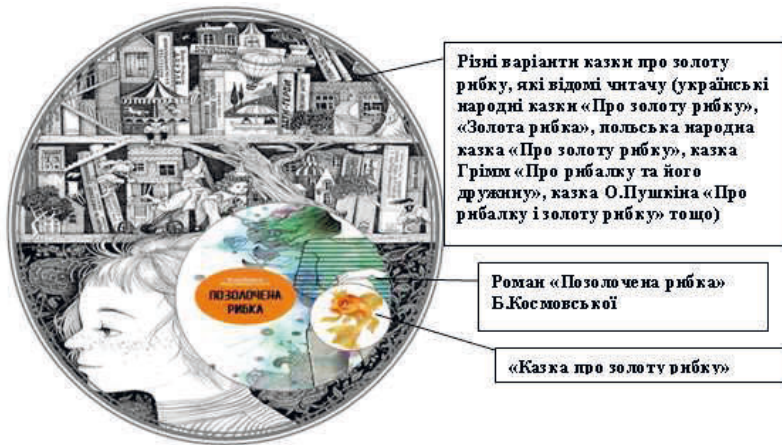 Різні варіанти казки про золоту
рибку, які відомі читачу (українські
народні казки «Про золоту рибку»,
«Золота рибка», польська народна
казка «Про золоту рибку», казка
Грімм «Про рибалку та його
дружину», казка О.Пушкіна «Про
рибалку і золоту рибку» тощо)
ПОЗОЛОЧЕНА
РИБКА
Роман «Позолочена рибка»
Б.Космовської
«Казка про золоту рибку»